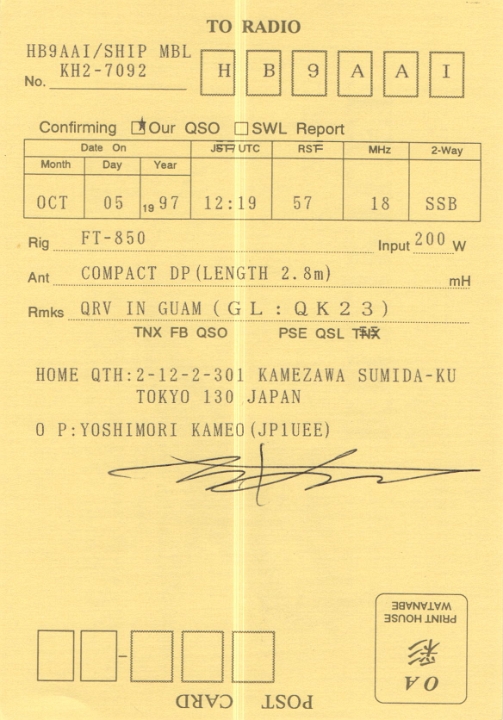 TO RADIO
HB9AAI/SHIP MBL
No. KH2-7092
H B 9 A A I
Confirming Our QSO SWL Report
Date On JST/ UTC RST MHz 2-Way
Month Day Year
OCT 05 1997 12:19 57 18 SSB
Rig FT-850 Input 200 W
Ant COMPACT DP(LENGTH 2.8m) mH
Rmks QRV IN GUAM (GL:QK23)
TNX FB QSO PSE QSL TNX
HOME QTH:2-12-2-301 KAMEZAWA SUMIDA-KU
TOKYO 130 JAPAN
O P:YOSHIMORI KAMEO(JP1UEE)
OA
彩
PRINT HOUSE
WATANABE
POST CARD